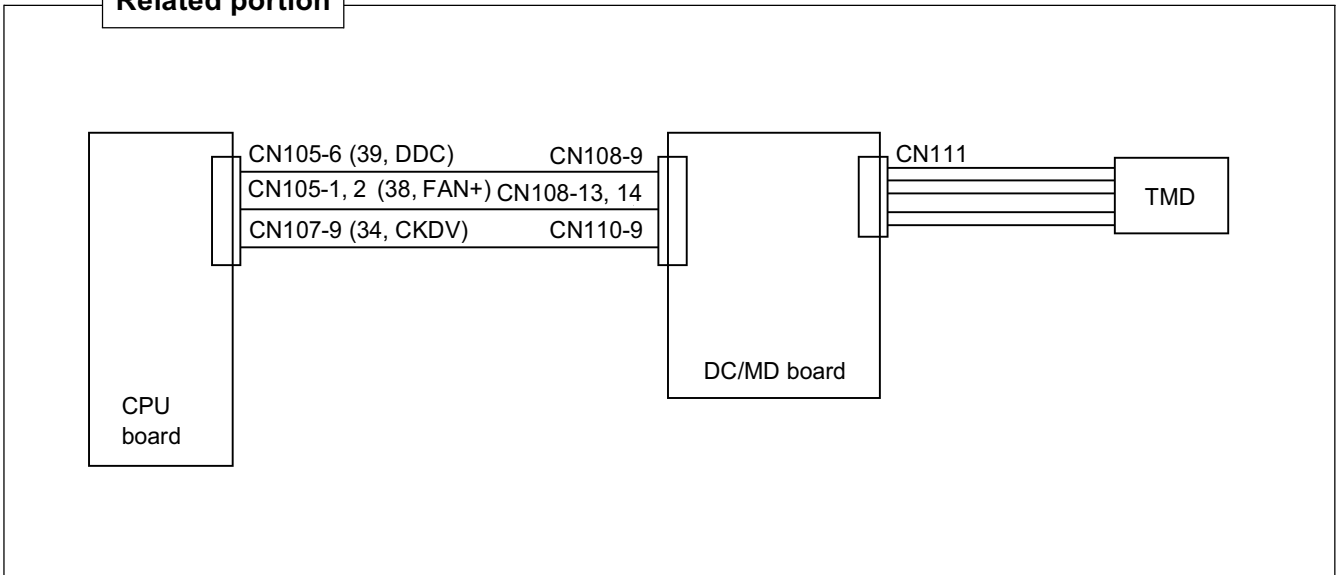 Related portion
CN105-6 (39, DDC) CN108-9
CN105-1, 2 (38, FAN+) CN108-13, 14
CN107-9 (34, CKDV) CN110-9
CN111
TMD
DC/MD board
CPU
board